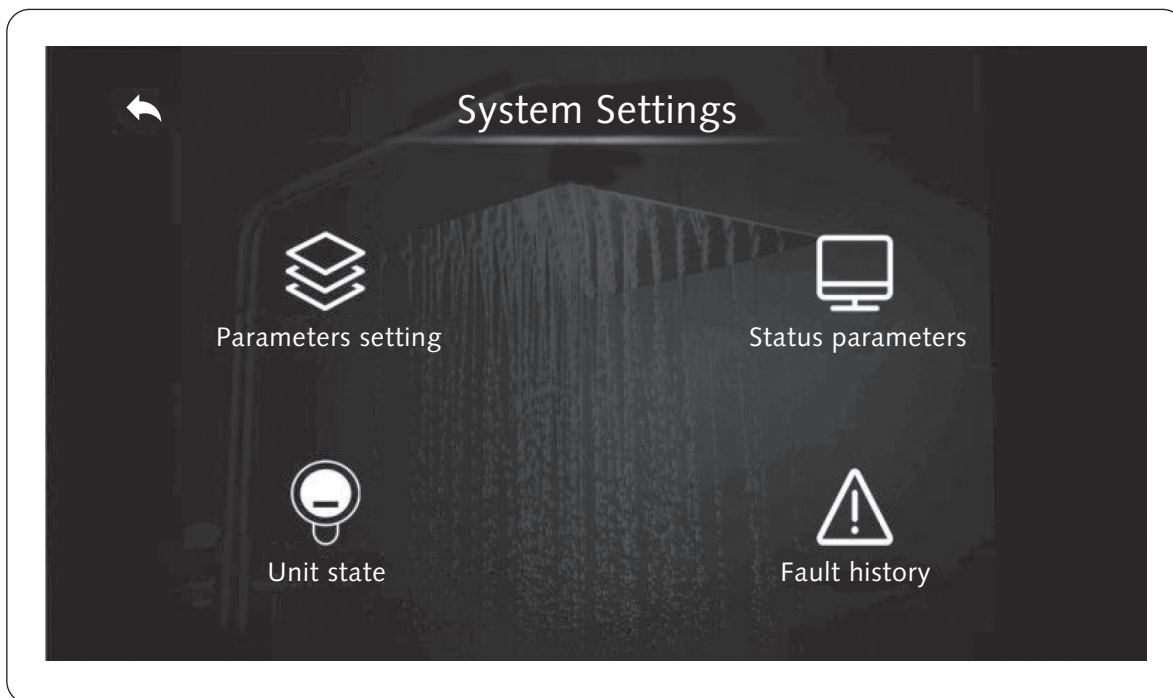 System Settings
Parameters setting
Status parameters
Unit state
Fault history